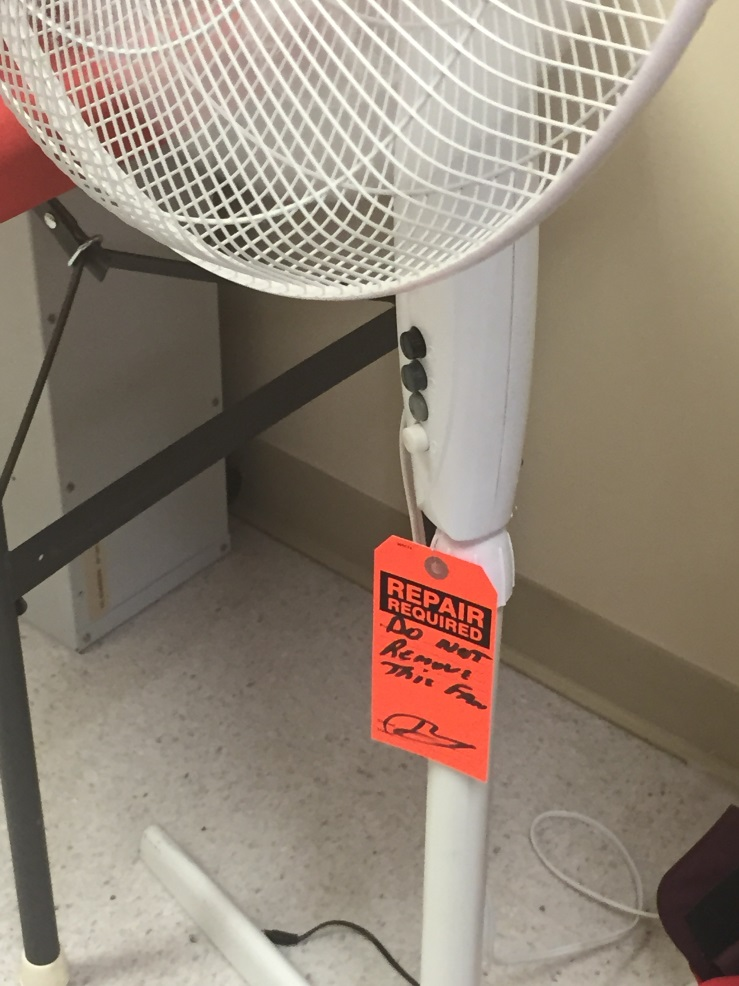 REPAIR
REQUIRED
DO NOT
Remove
This Fan